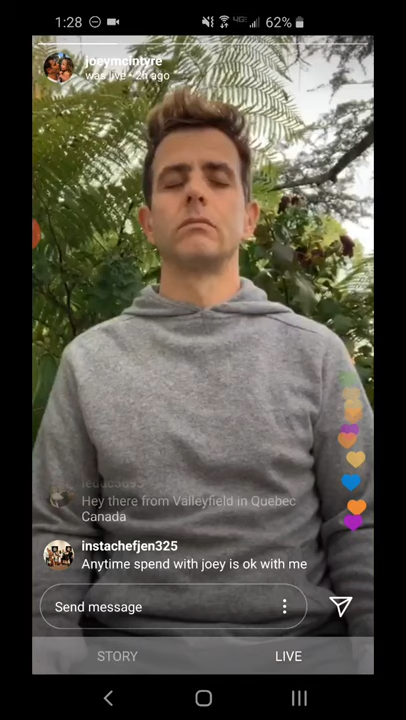 1:28
62%
joeymcintyre
was live • 2h ago
Hey there from Valleyfield in Quebec
Canada
instachefjen325
Anytime spend with joey is ok with me
Send message
STORY
LIVE